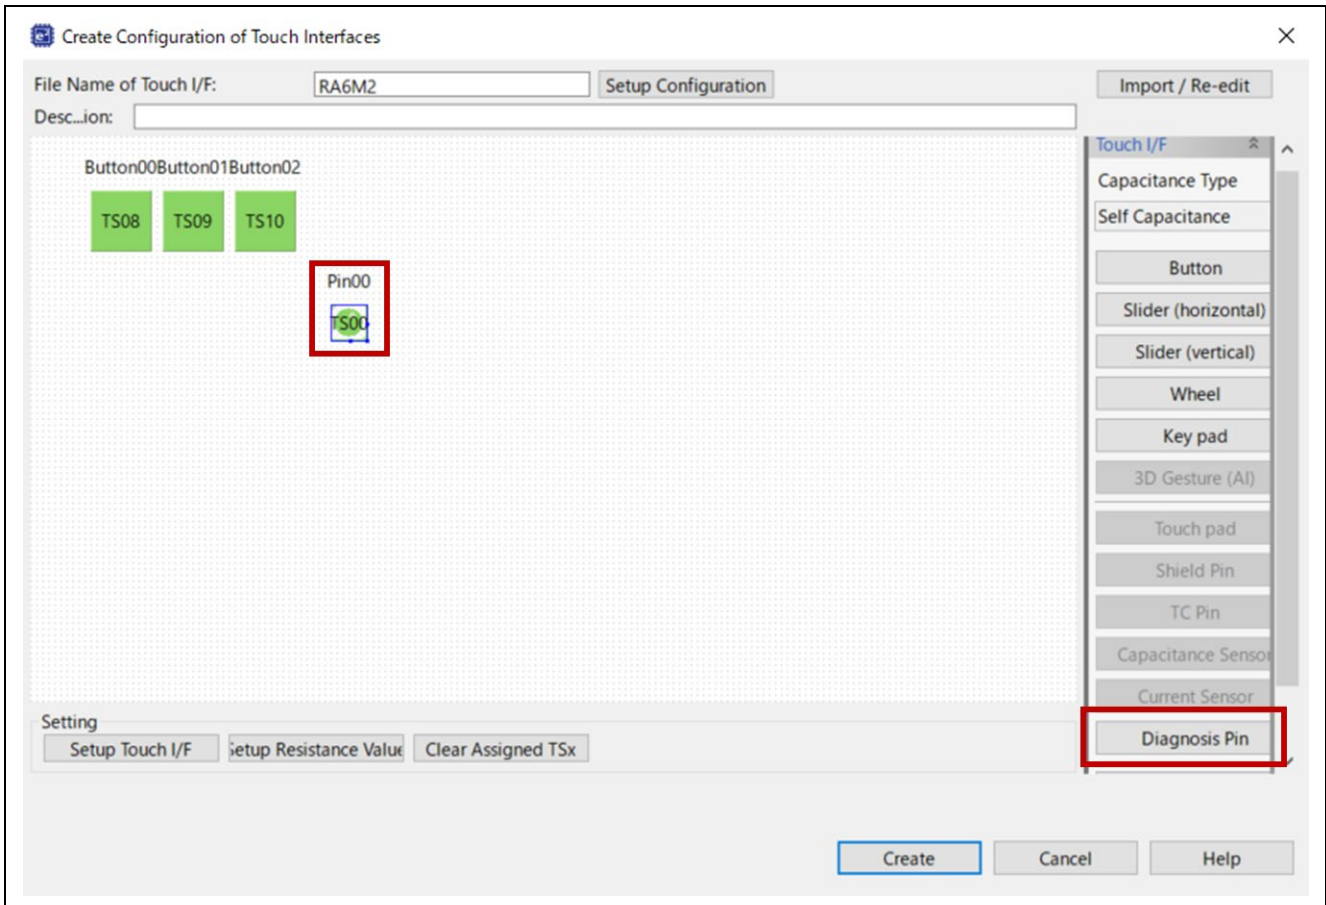 Create Configuration of Touch Interfaces
File Name of Touch I/F: RA6M2 Setup Configuration Import / Re-edit
Desc...ion:
Button00Button01Button02
TS08 TS09 TS10
Pin00
TS00
Touch I/F
Capacitance Type
Self Capacitance
Button
Slider (horizontal)
Slider (vertical)
Wheel
Key pad
3D Gesture (AI)
Touch pad
Shield Pin
TC Pin
Capacitance Sensor
Current Sensor
Diagnosis Pin
Setting
Setup Touch I/F Setup Resistance Value Clear Assigned TSx
Create Cancel Help